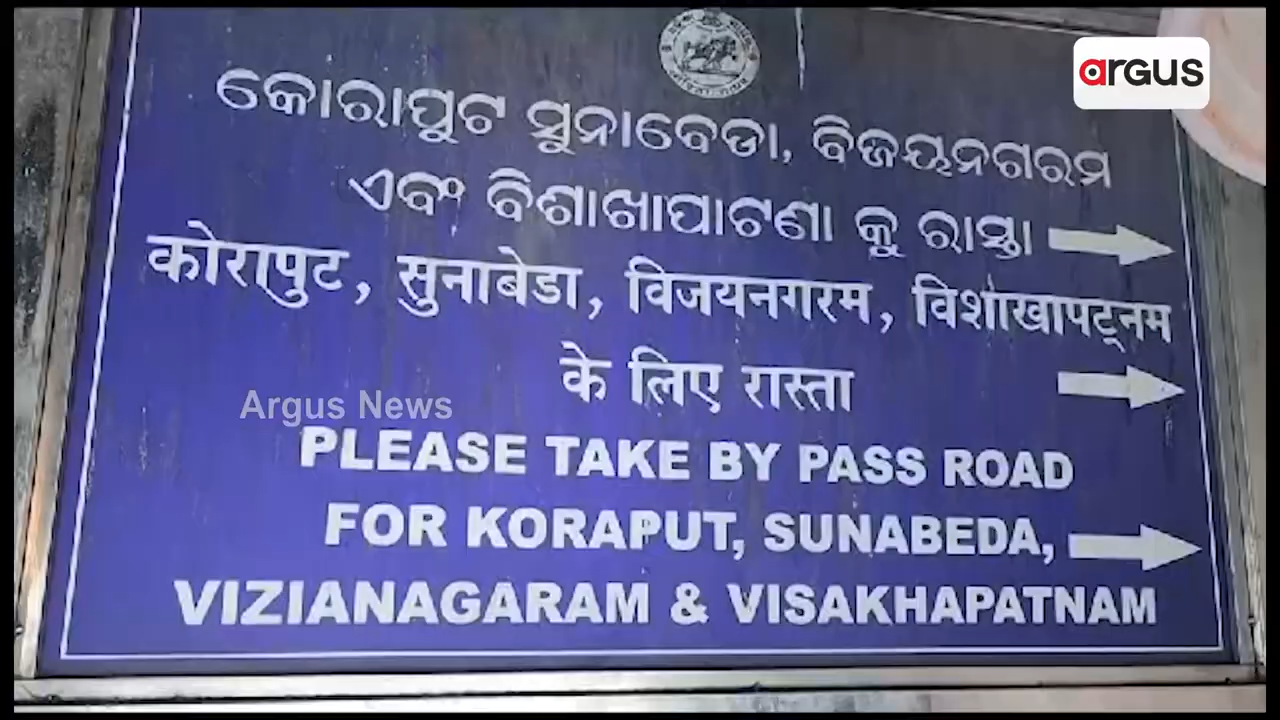 argus
କୋରାପୁଟ ସୁନାବେଡା, ବିଜୟନଗରମ
ଏବଂ ବିଶାଖାପାଟଣା କୁ ରାସ୍ତା
कोरापुट, सुनाबेडा, विजयनगरम, विशाखापट्नम
के लिए रास्ता
Argus News
PLEASE TAKE BY PASS ROAD
FOR KORAPUT, SUNABEDA,
VIZIANAGARAM & VISAKHAPATNAM